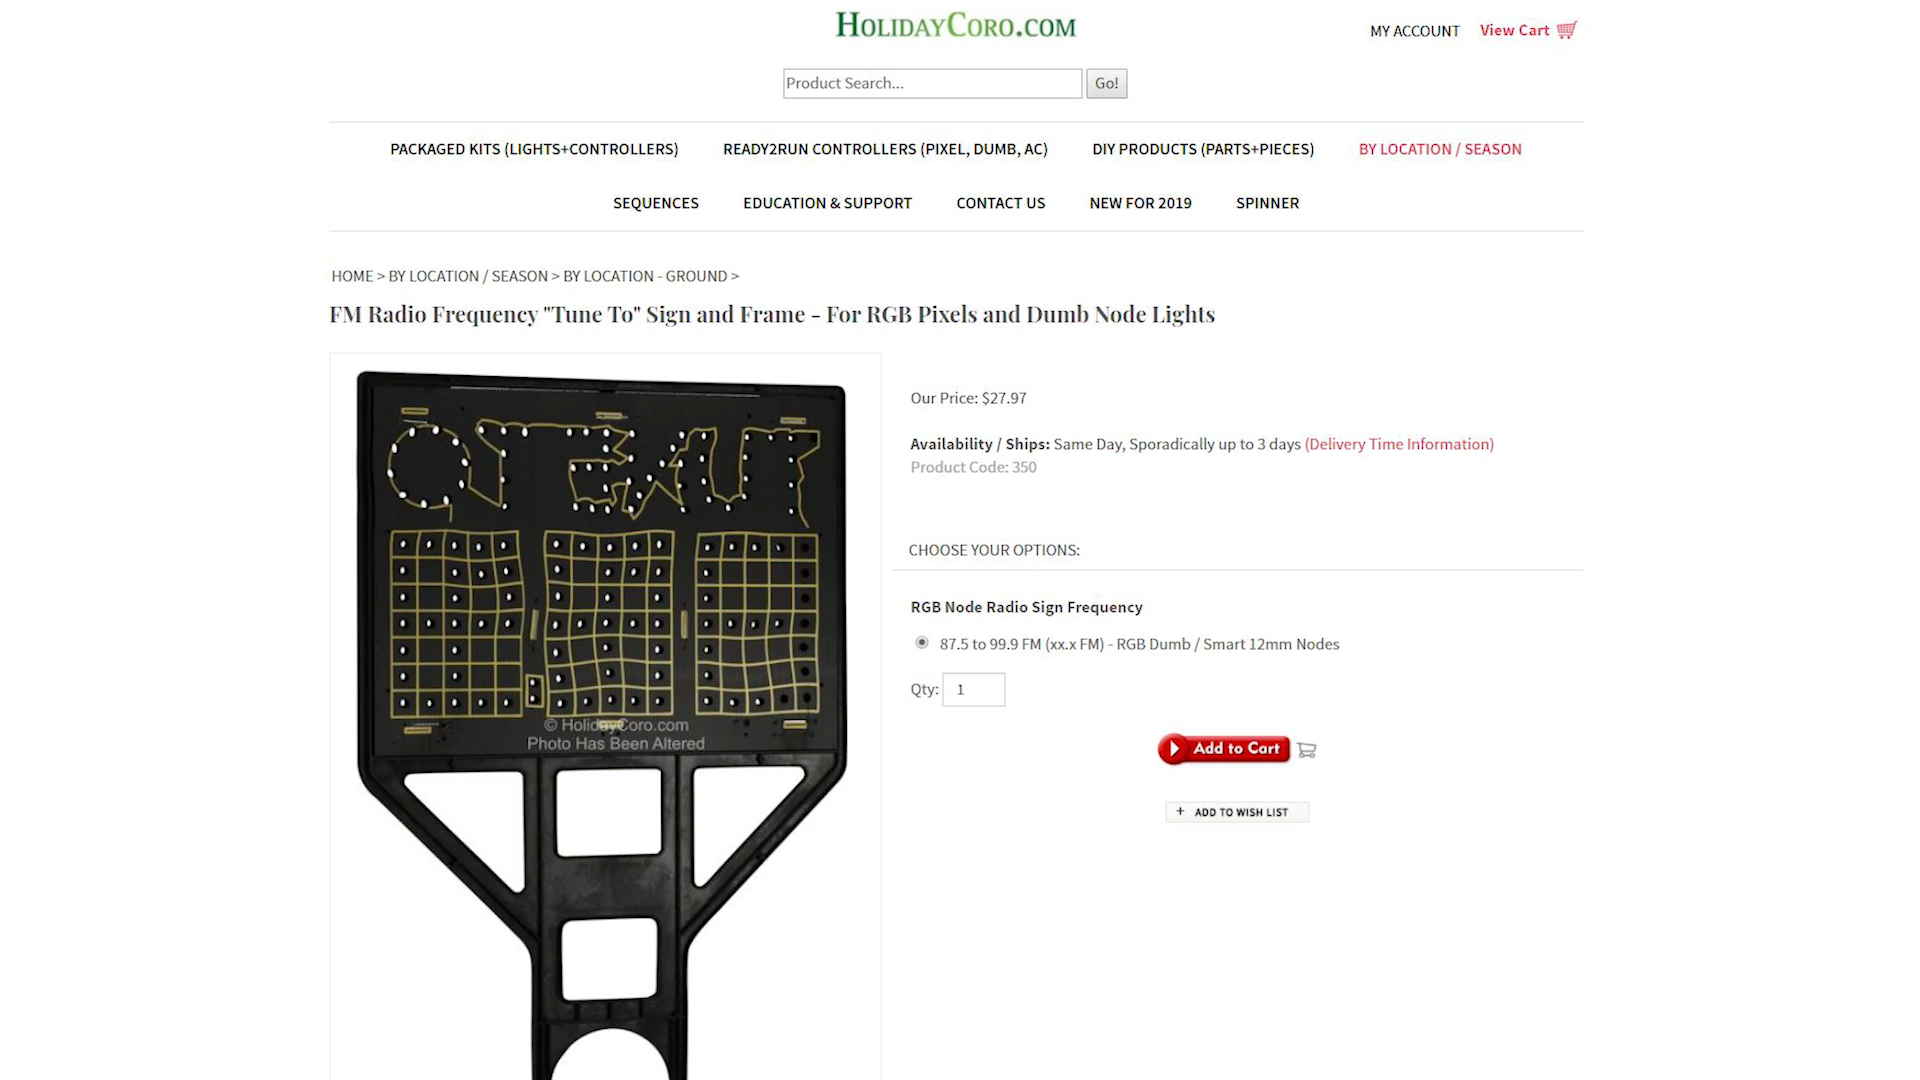 HOLIDAYCORO.COM
MY ACCOUNT
View Cart
Product Search...
Go!
PACKAGED KITS (LIGHTS+CONTROLLERS)
READY2RUN CONTROLLERS (PIXEL, DUMB, AC)
DIY PRODUCTS (PARTS+PIECES)
BY LOCATION / SEASON
SEQUENCES
EDUCATION & SUPPORT
CONTACT US
NEW FOR 2019
SPINNER
HOME > BY LOCATION / SEASON > BY LOCATION - GROUND >
FM Radio Frequency "Tune To" Sign and Frame - For RGB Pixels and Dumb Node Lights
Our Price: $27.97
Availability / Ships: Same Day, Sporadically up to 3 days (Delivery Time Information)
Product Code: 350
CHOOSE YOUR OPTIONS:
RGB Node Radio Sign Frequency
87.5 to 99.9 FM (xx.x FM) - RGB Dumb / Smart 12mm Nodes
Qty: 1
Add to Cart
+ ADD TO WISH LIST
© HolidayCoro.com
Photo Has Been Altered